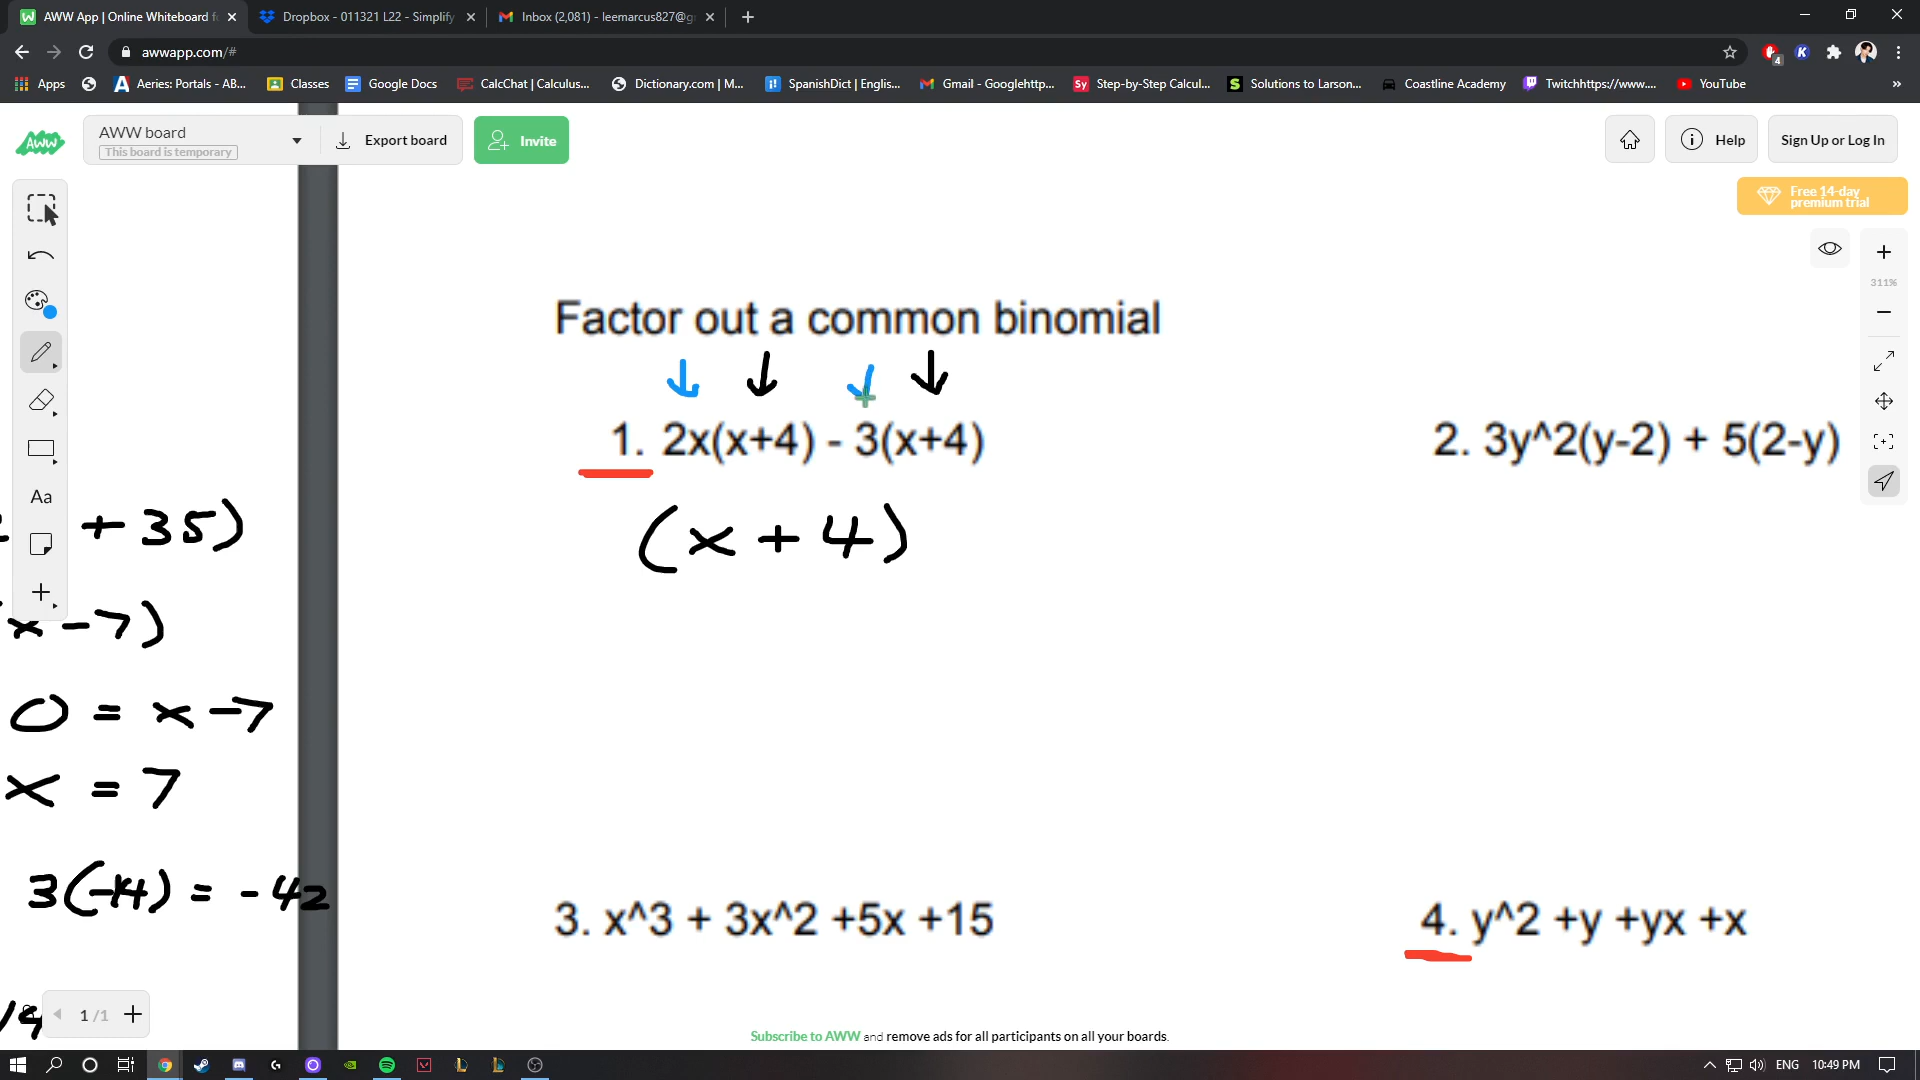 AWW App | Online Whiteboard f
Dropbox - 011321 L22 - Simplify
Inbox (2,081) - leemarcus827@g
awwapp.com/#
4
Apps
Aeries: Portals - AB...
Classes
Google Docs
CalcChat | Calculus...
Dictionary.com | M...
SpanishDict | Englis...
Gmail - Googlehttp...
Step-by-Step Calcul...
Solutions to Larson...
Coastline Academy
Twitchhttps://www....
YouTube
»
AWW
AWW board
This board is temporary
Export board
Invite
Help
Sign Up or Log In
Free 14-day
premium trial
311%
Aa
Factor out a common binomial
1. 2x(x+4) - 3(x+4)
2. 3y^2(y-2) + 5(2-y)
(x + 4)
+ 35)
x - 7)
0 = x - 7
x = 7
3(-14) = -42
3. x^3 + 3x^2 +5x +15
4. y^2 +y +yx +x
1 /1
Subscribe to AWW and remove ads for all participants on all your boards.
ENG
10:49 PM